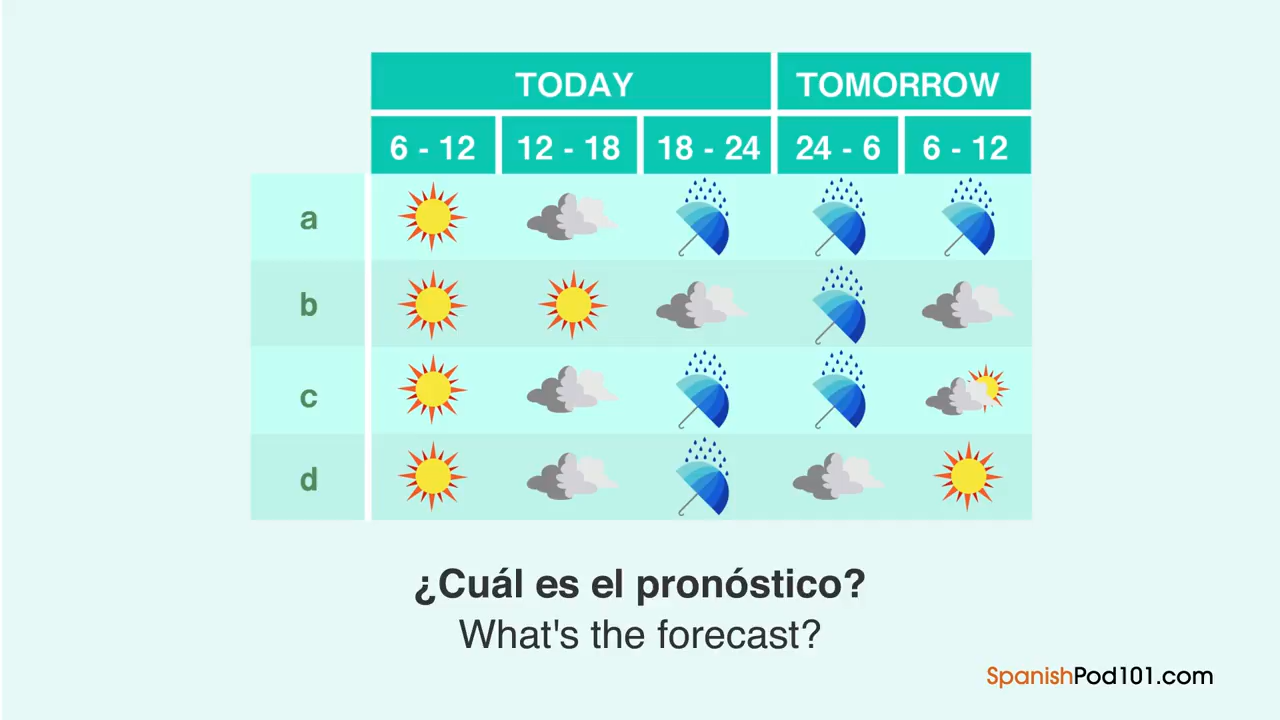 TODAY TOMORROW
6 - 12 12 - 18 18 - 24 24 - 6 6 - 12
a
b
c
d
¿Cuál es el pronóstico?
What's the forecast?
SpanishPod101.com